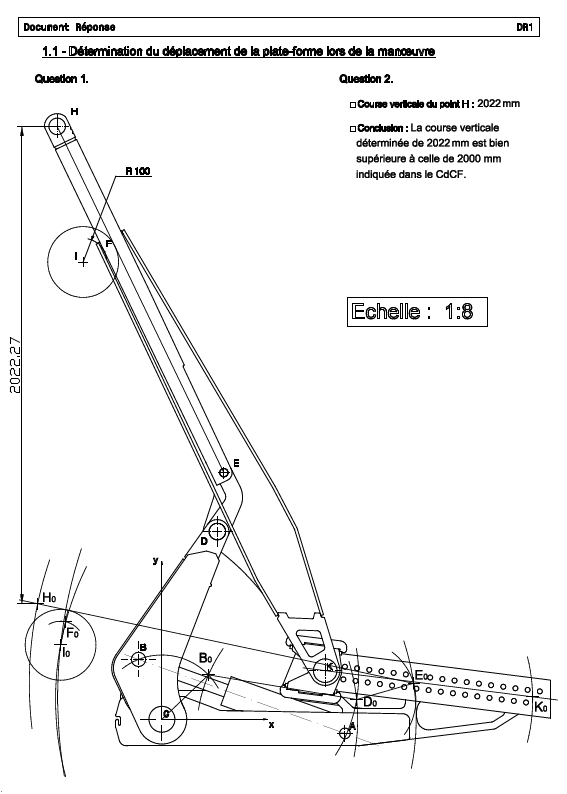 Document Réponse DR1
1.1 - Détermination du déplacement de la plate-forme lors de la manœuvre
Question 1.
Question 2.
Course verticale du point H : 2022 mm
Conclusion : La course verticale
déterminée de 2022 mm est bien
supérieure à celle de 2000 mm
indiquée dans le CdCF.
H
R 100
F
I
Echelle : 1:8
2022.27
E
D
y
H0
F0
I0
B
B0
K
E0
D0
K0
C
x
A